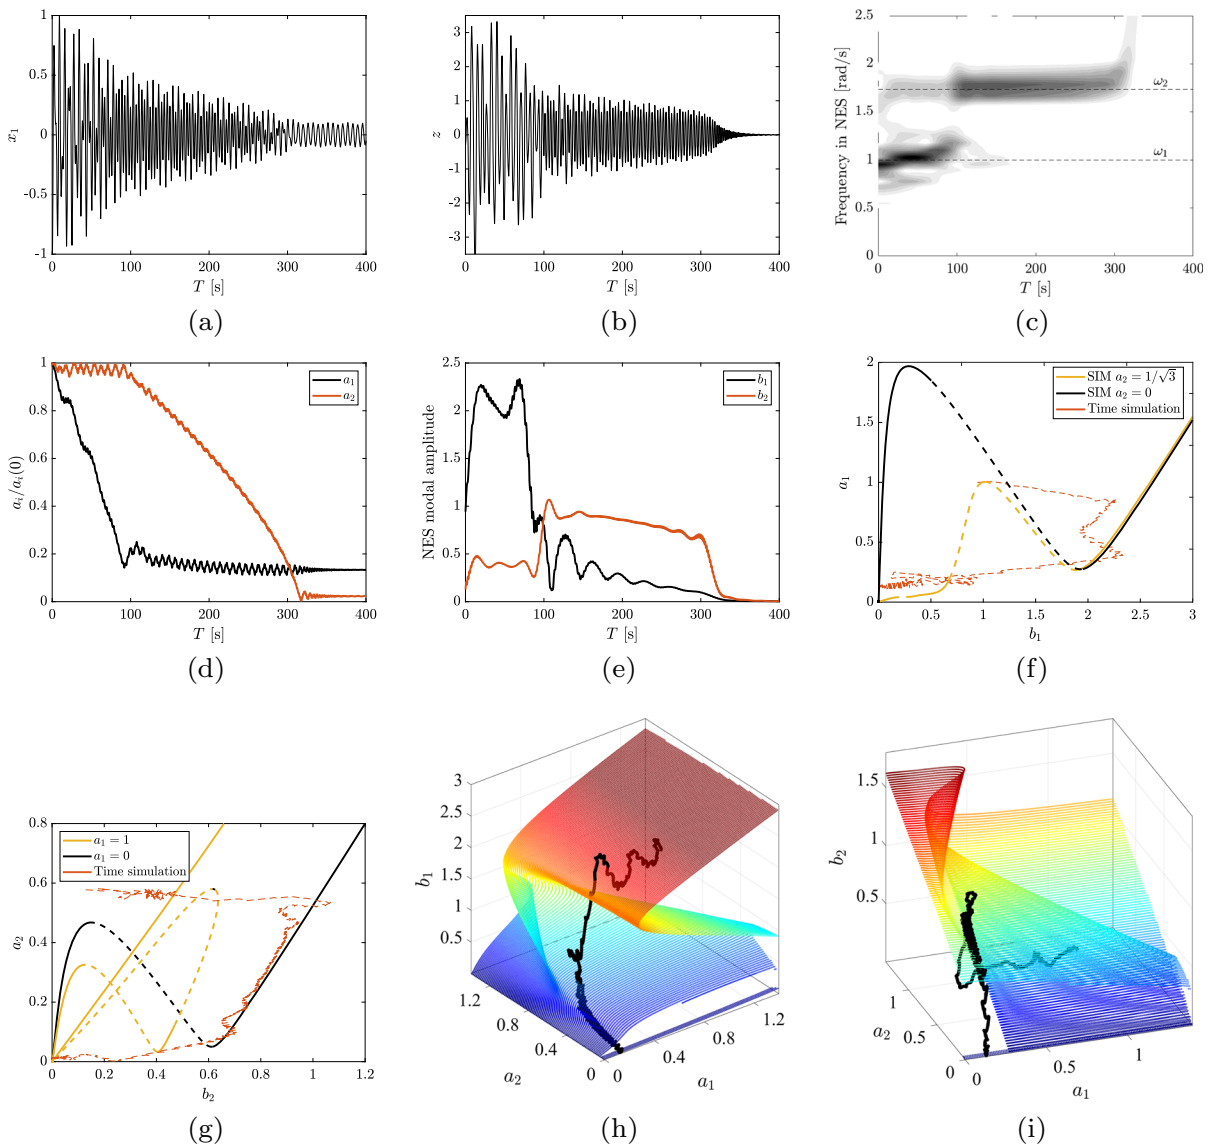 1
0.5
0
-0.5
-1
x₁
0 100 200 300 400
T [s]
(a)
3
2
1
0
-1
-2
-3
z
0 100 200 300 400
T [s]
(b)
2.5
2
1.5
1
0.5
0
Frequency in NES [rad/s]
ω₂
ω₁
0 100 200 300 400
T [s]
(c)
1
0.8
0.6
0.4
0.2
0
aᵢ/aᵢ(0)
a₁
a₂
0 100 200 300 400
T [s]
(d)
2.5
2
1.5
1
0.5
0
NES modal amplitude
b₁
b₂
0 100 200 300 400
T [s]
(e)
2
1.5
1
0.5
0
a₁
SIM a₂ = 1/√3
SIM a₂ = 0
Time simulation
0 0.5 1 1.5 2 2.5 3
b₁
(f)
0.8
0.6
0.4
0.2
0
a₂
a₁ = 1
a₁ = 0
Time simulation
0 0.2 0.4 0.6 0.8 1 1.2
b₂
(g)
3
2.5
2
1.5
1
0.5
b₁
1.2
0.8
0.4
0
a₂
0
0.4
0.8
1.2
a₁
(h)
1.5
1
0.5
b₂
1
0.5
0
a₂
0
0.5
1
a₁
(i)